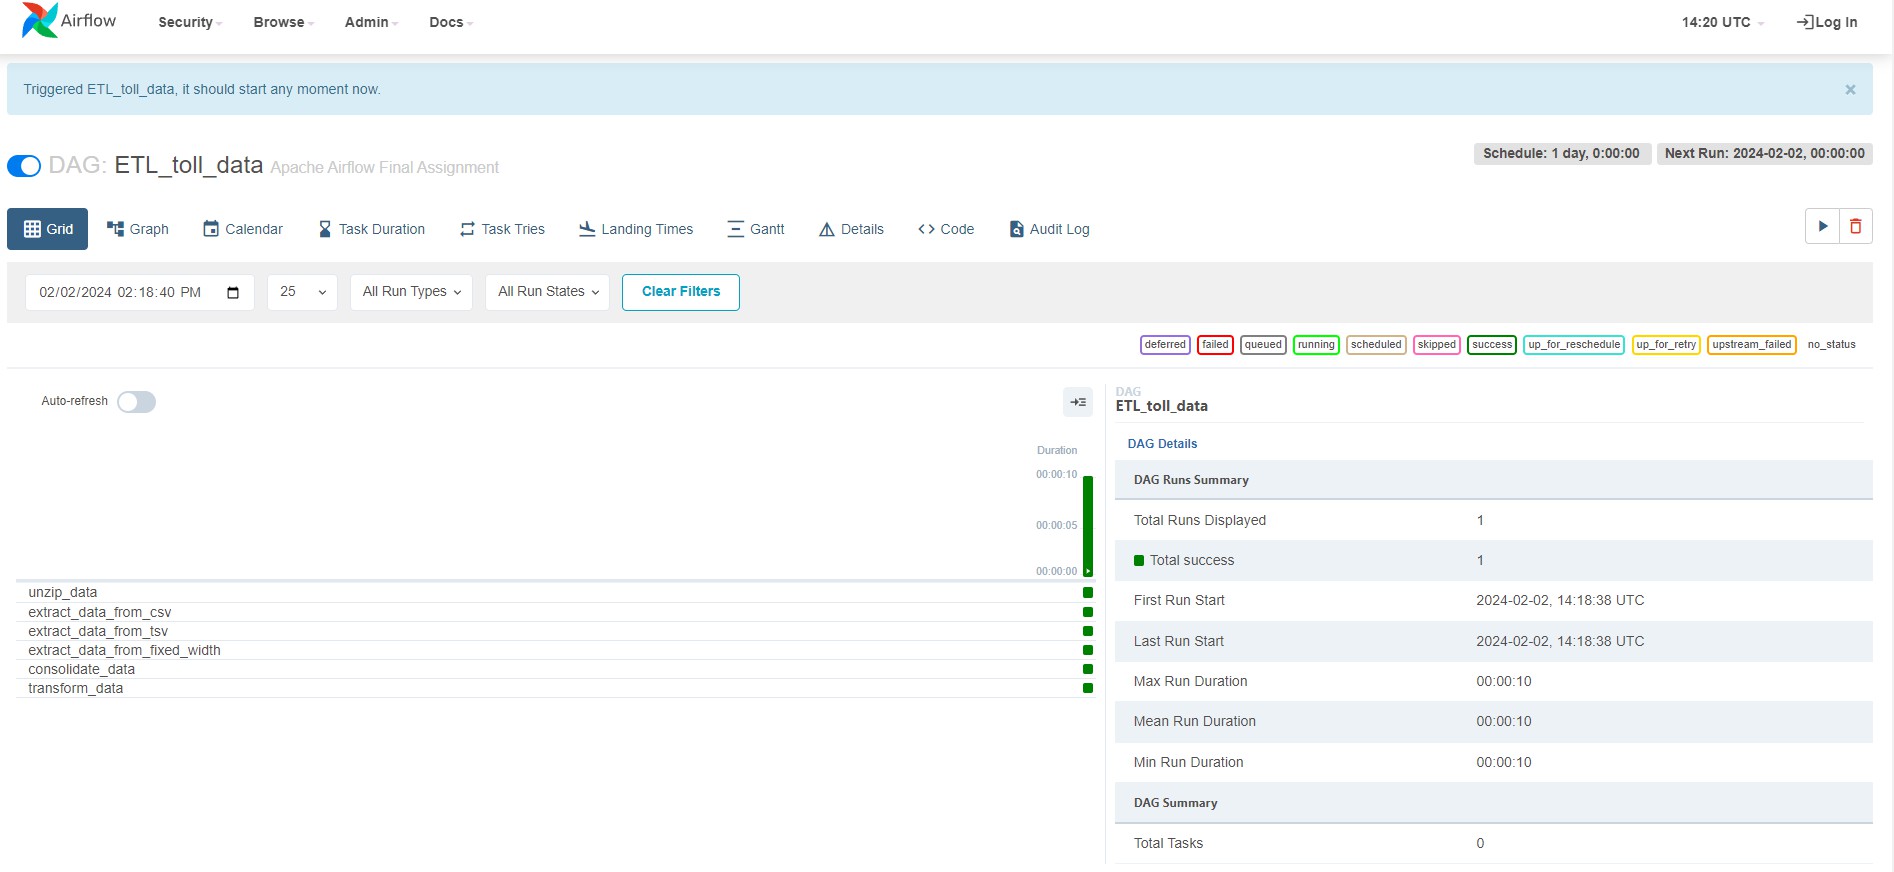 Airflow Security Browse Admin Docs 14:20 UTC Log In
Triggered ETL_toll_data, it should start any moment now. ×
DAG: ETL_toll_data Apache Airflow Final Assignment Schedule: 1 day, 0:00:00 Next Run: 2024-02-02, 00:00:00
Grid Graph Calendar Task Duration Task Tries Landing Times Gantt Details <> Code Audit Log
02/02/2024 02:18:40 PM 25 All Run Types All Run States Clear Filters
deferred failed queued running scheduled skipped success up_for_reschedule up_for_retry upstream_failed no_status
Auto-refresh
Duration
00:00:10
00:00:05
00:00:00
unzip_data
extract_data_from_csv
extract_data_from_tsv
extract_data_from_fixed_width
consolidate_data
transform_data
DAG
ETL_toll_data
DAG Details
DAG Runs Summary
Total Runs Displayed 1
Total success 1
First Run Start 2024-02-02, 14:18:38 UTC
Last Run Start 2024-02-02, 14:18:38 UTC
Max Run Duration 00:00:10
Mean Run Duration 00:00:10
Min Run Duration 00:00:10
DAG Summary
Total Tasks 0